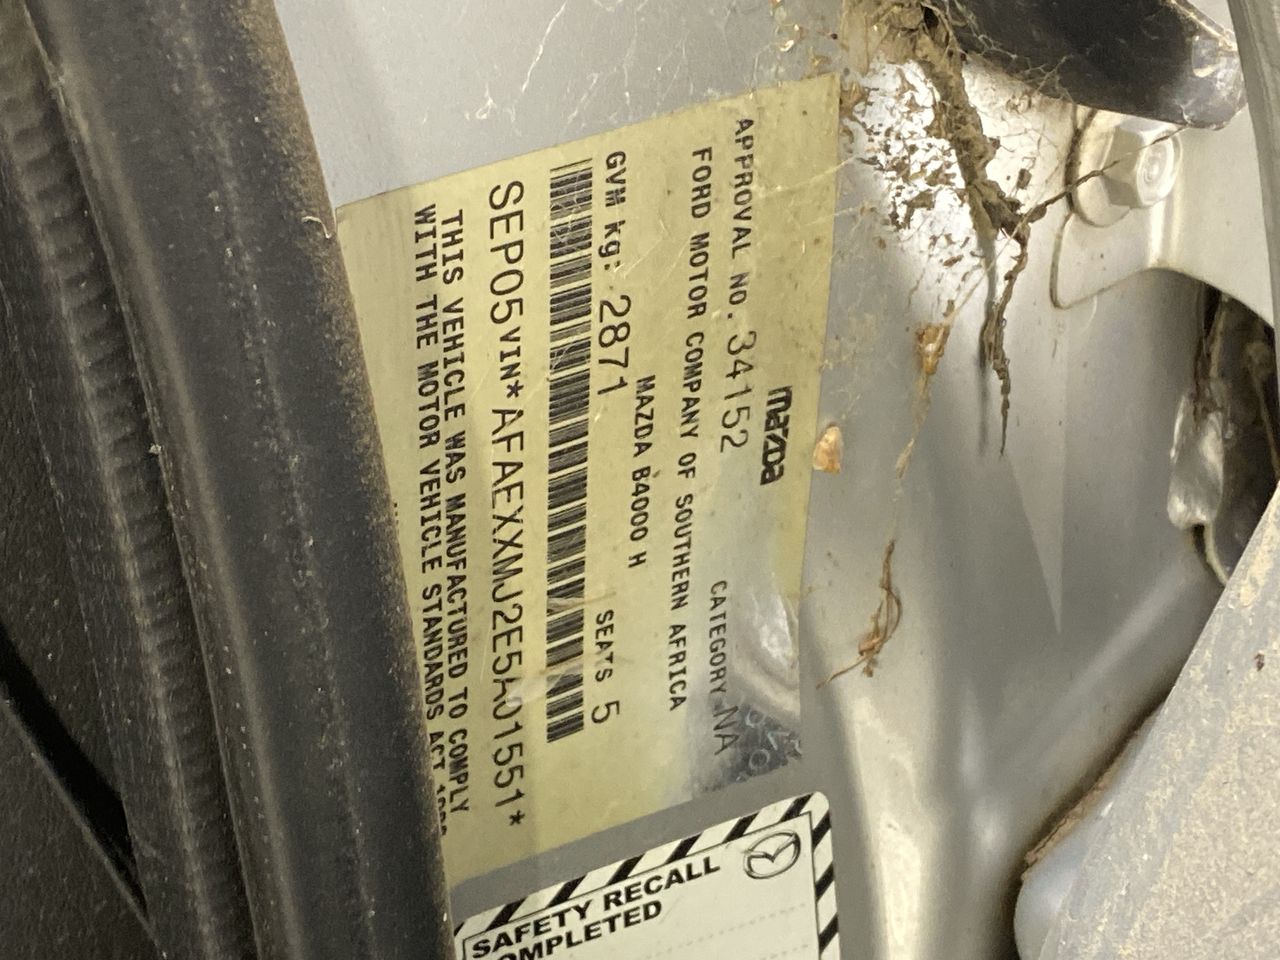 mazda
APPROVAL NO. 34152 CATEGORY NA
FORD MOTOR COMPANY OF SOUTHERN AFRICA
MAZDA B4000 H
GVM kg: 2871 SEATS 5
SEP05 VIN*AFAEXXMJ2E5A01551*
THIS VEHICLE WAS MANUFACTURED TO COMPLY
WITH THE MOTOR VEHICLE STANDARDS ACT
SAFETY RECALL
COMPLETED